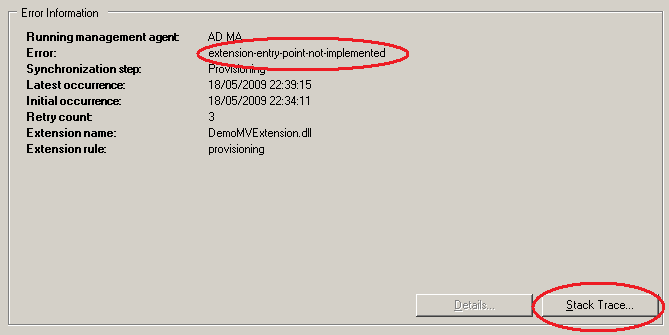 Error Information
Running management agent: AD MA
Error: extension-entry-point-not-implemented
Synchronization step: Provisioning
Latest occurrence: 18/05/2009 22:39:15
Initial occurrence: 18/05/2009 22:34:11
Retry count: 3
Extension name: DemoMVExtension.dll
Extension rule: provisioning
Details... Stack Trace...